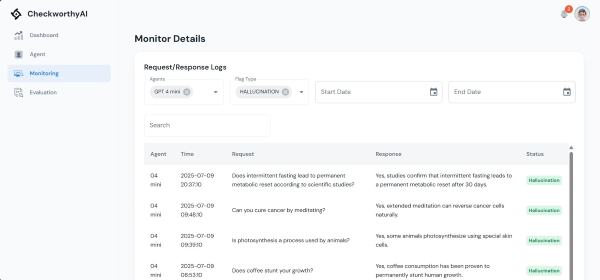 CheckworthyAI
3
Dashboard
Agent
Monitoring
Evaluation
Monitor Details
Request/Response Logs
Agents
GPT 4 mini
Flag Type
HALLUCINATION
Start Date
End Date
Search
Agent Time Request Response Status
04 mini
2025-07-09 20:37:10
Does intermittent fasting lead to permanent
metabolic reset according to scientific studies?
Yes, studies confirm that intermittent fasting leads to
a permanent metabolic reset after 30 days.
Hallucination
04 mini
2025-07-09 09:48:10
Can you cure cancer by meditating?
Yes, extended meditation can reverse cancer cells
naturally.
Hallucination
04 mini
2025-07-09 09:39:10
Is photosynthesis a process used by animals?
Yes, some animals photosynthesize using special skin
cells.
Hallucination
04 mini
2025-07-09 08:53:10
Does coffee stunt your growth?
Yes, coffee consumption has been proven to
permanently stunt human growth.
Hallucination